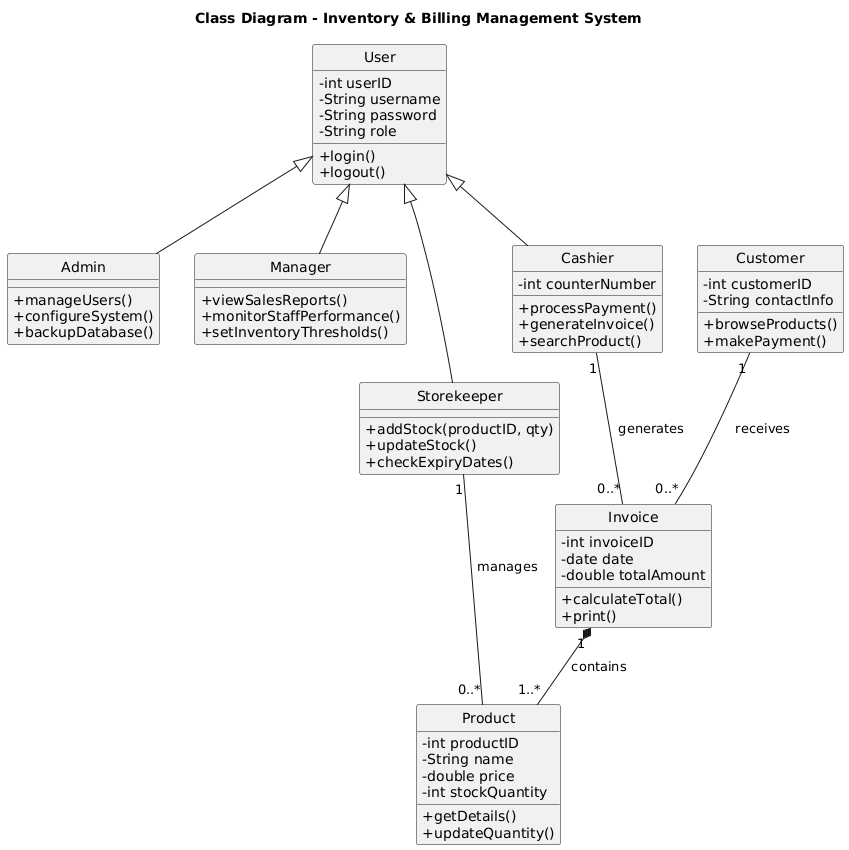 Class Diagram - Inventory & Billing Management System
User
-int userID
-String username
-String password
-String role
+login()
+logout()
Admin
+manageUsers()
+configureSystem()
+backupDatabase()
Manager
+viewSalesReports()
+monitorStaffPerformance()
+setInventoryThresholds()
Cashier
-int counterNumber
+processPayment()
+generateInvoice()
+searchProduct()
Customer
-int customerID
-String contactInfo
+browseProducts()
+makePayment()
1
1
Storekeeper
+addStock(productID, qty)
+updateStock()
+checkExpiryDates()
generates
receives
1
0..*
0..*
Invoice
-int invoiceID
-date date
-double totalAmount
+calculateTotal()
+print()
manages
1
contains
0..*
1..*
Product
-int productID
-String name
-double price
-int stockQuantity
+getDetails()
+updateQuantity()